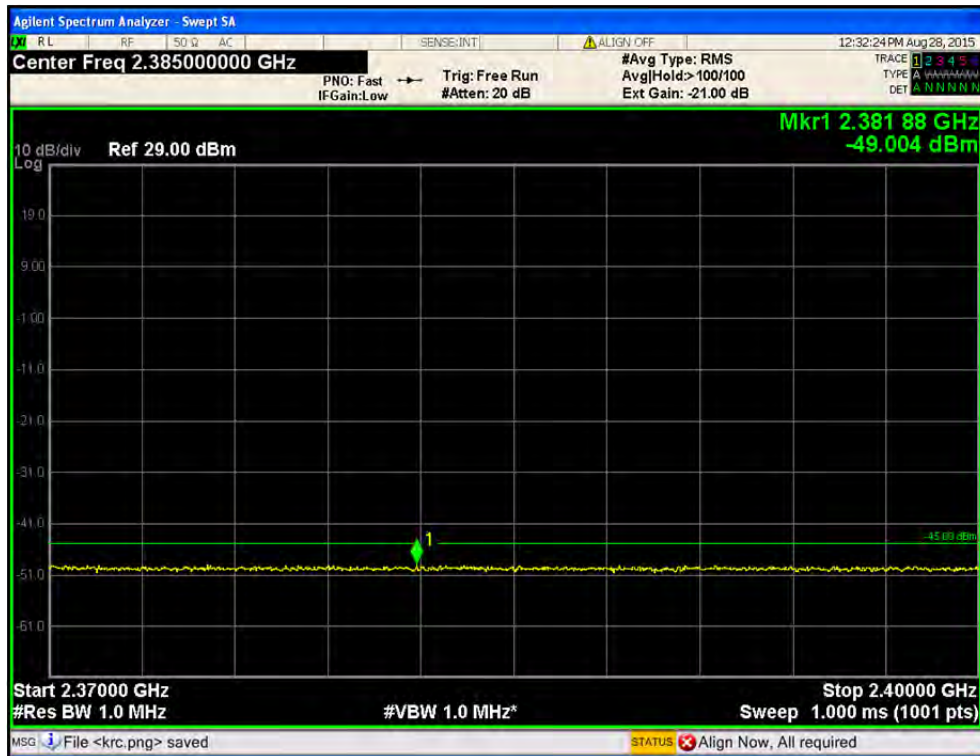 Agilent Spectrum Analyzer - Swept SA
LXI RL RF 50 Ω AC SENSE:INT ALIGN OFF 12:32:24 PM Aug 28, 2015
Center Freq 2.385000000 GHz
PNO: Fast
IFGain:Low
Trig: Free Run
#Atten: 20 dB
#Avg Type: RMS
Avg|Hold:>100/100
Ext Gain: -21.00 dB
TRACE 1 2 3 4 5 6
TYPE A WWWWW
DET A N N N N N
Mkr1 2.381 88 GHz
-49.004 dBm
10 dB/div Ref 29.00 dBm
Log
19.0
9.00
-1.00
-11.0
-21.0
-31.0
-41.0
1
-45.00 dBm
-51.0
-61.0
Start 2.37000 GHz Stop 2.40000 GHz
#Res BW 1.0 MHz #VBW 1.0 MHz* Sweep 1.000 ms (1001 pts)
MSG File <krc.png> saved STATUS Align Now, All required